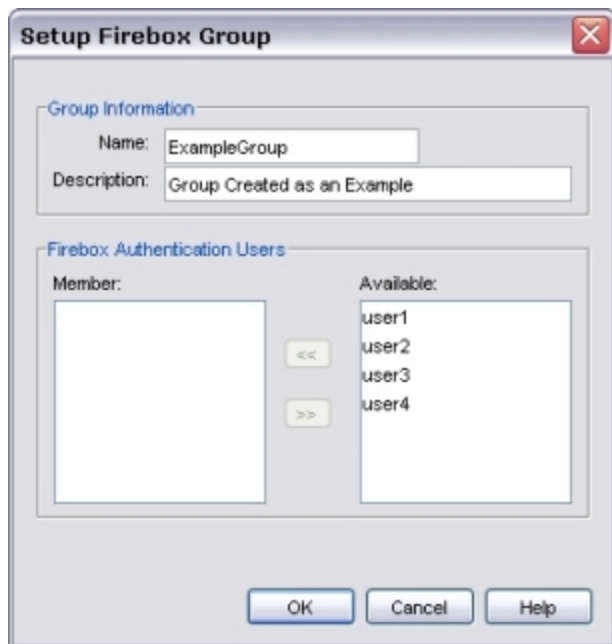 Setup Firebox Group
Group Information
Name: ExampleGroup
Description: Group Created as an Example
Firebox Authentication Users
Member: Available:
user1
<< user2
user3
>> user4
OK Cancel Help